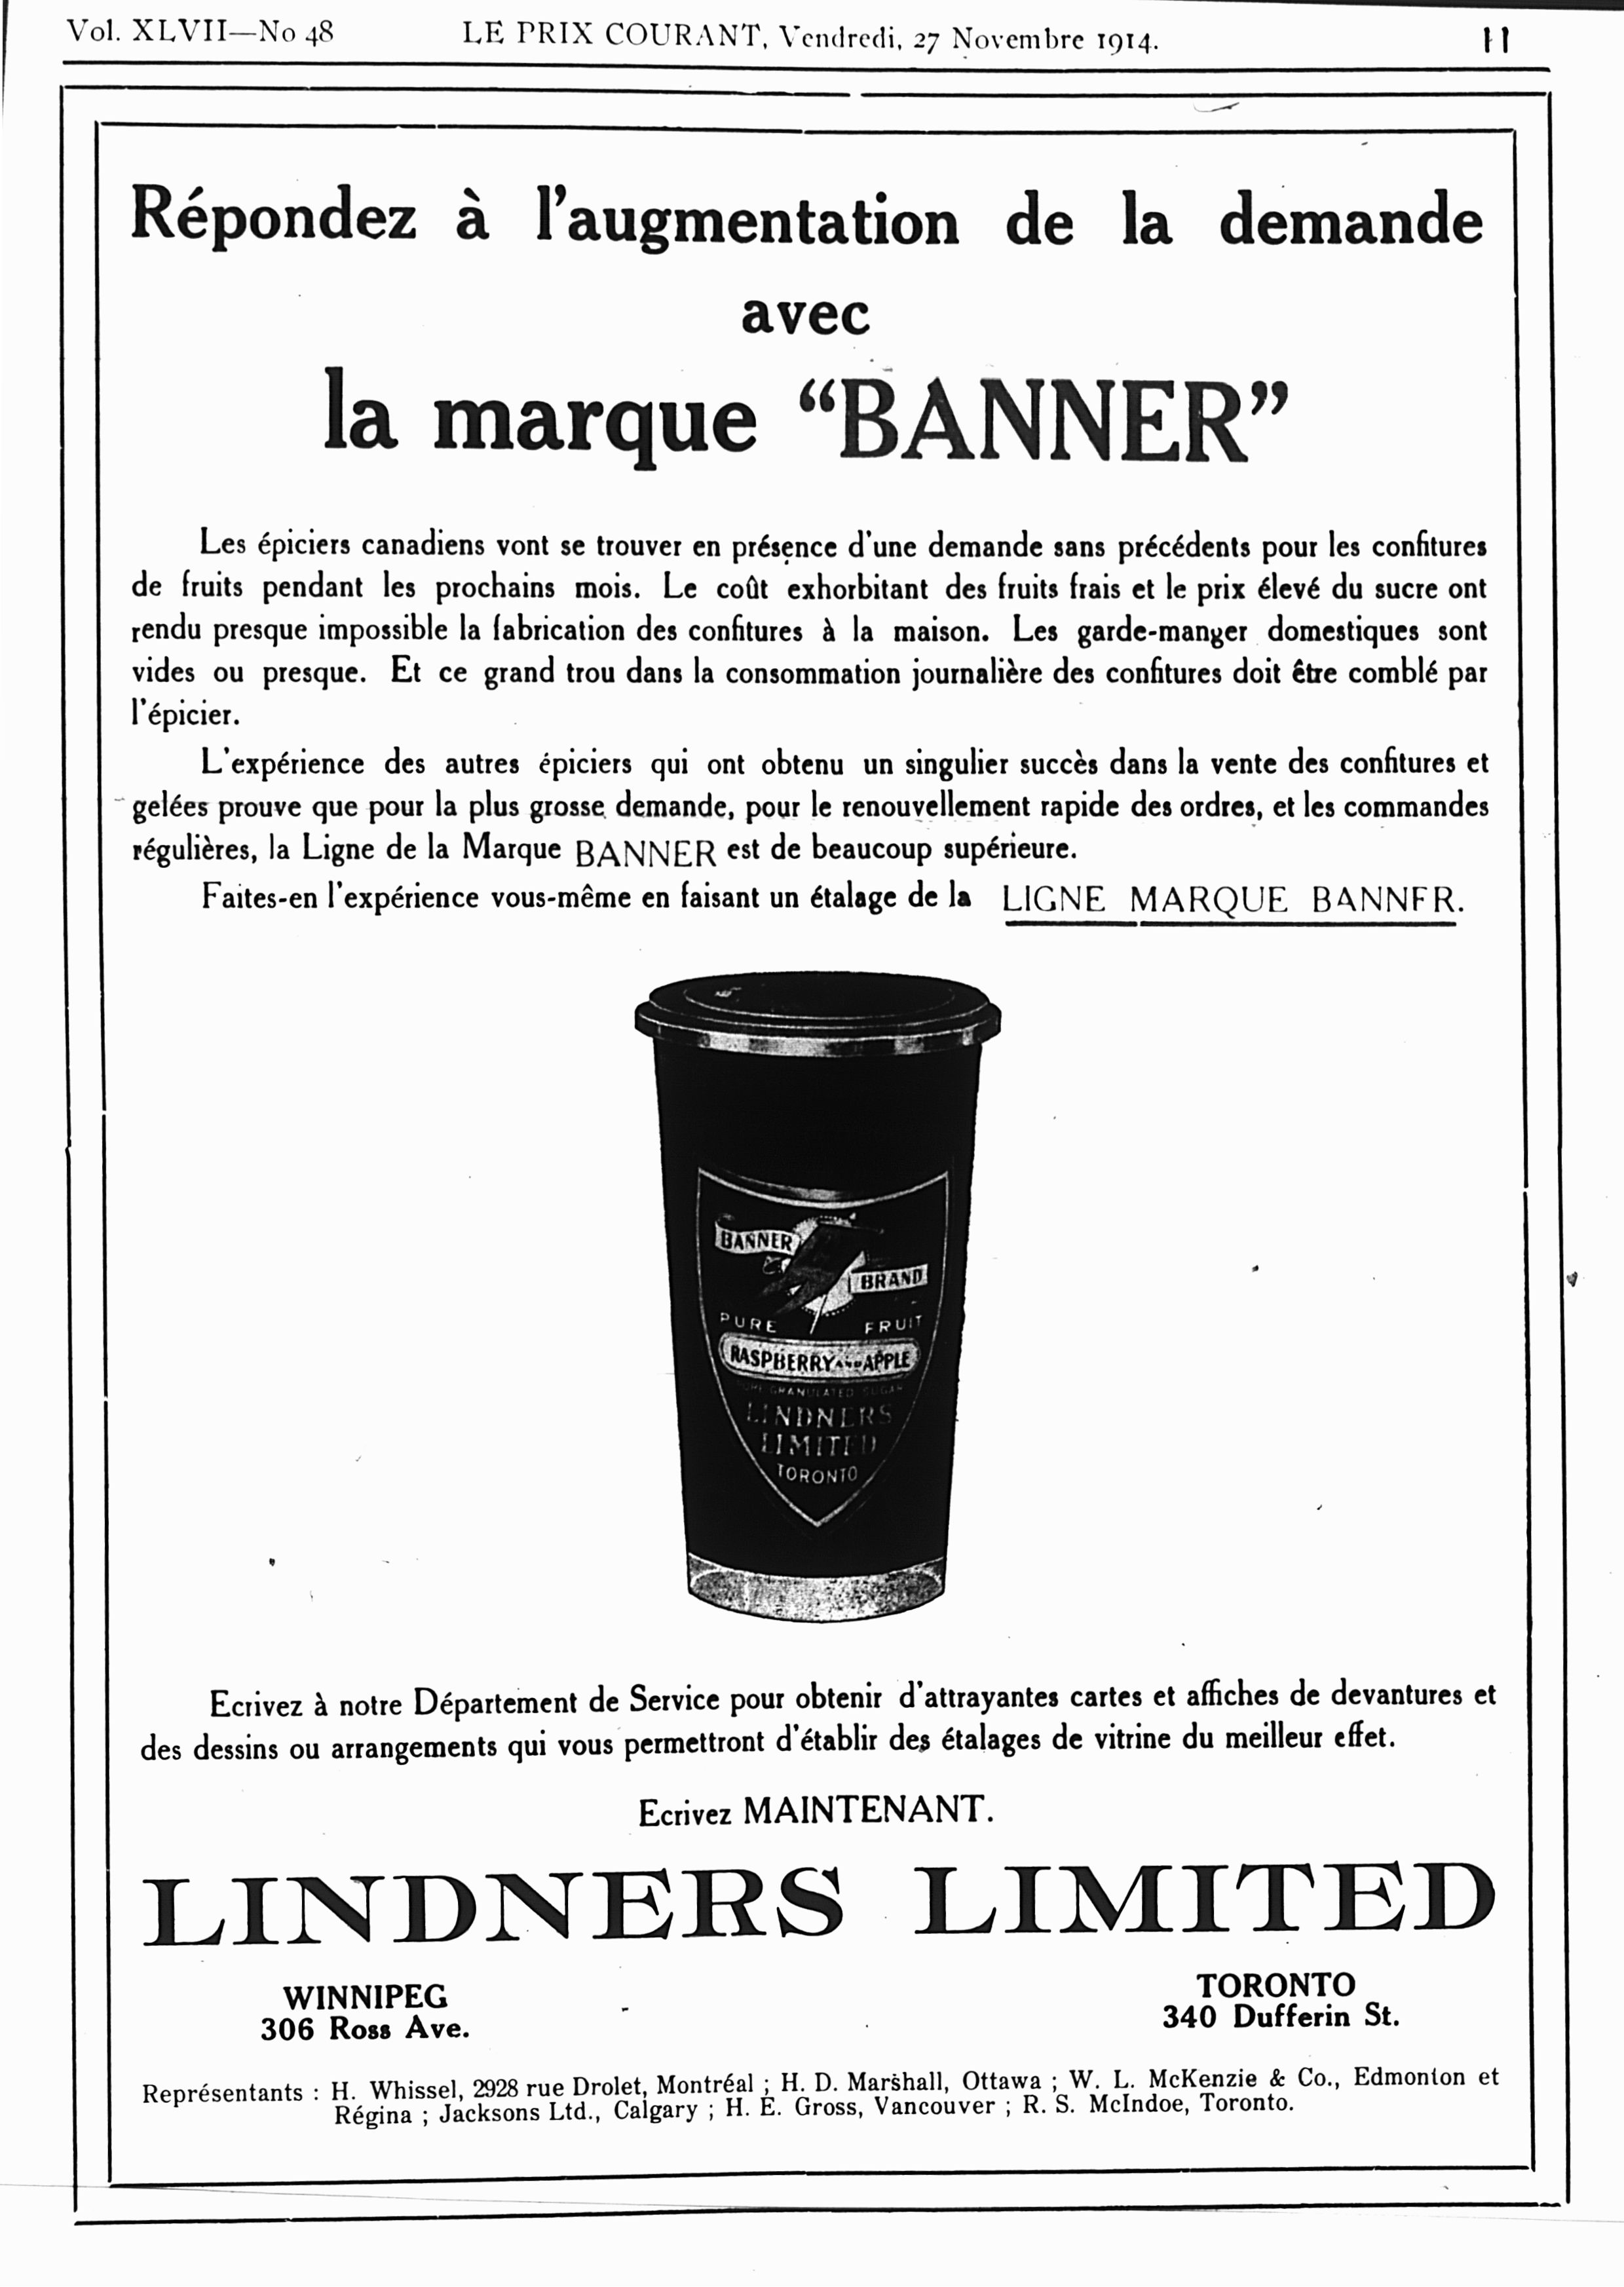 Vol. XLVII—No 48 LE PRIX COURANT, Vendredi, 27 Novembre 1914. 11
Répondez à l'augmentation de la demande
avec
la marque “BANNER”
Les épiciers canadiens vont se trouver en présence d'une demande sans précédents pour les confitures
de fruits pendant les prochains mois. Le coût exhorbitant des fruits frais et le prix élevé du sucre ont
rendu presque impossible la fabrication des confitures à la maison. Les garde-manger domestiques sont
vides ou presque. Et ce grand trou dans la consommation journalière des confitures doit être comblé par
l'épicier.
L'expérience des autres épiciers qui ont obtenu un singulier succès dans la vente des confitures et
gelées prouve que pour la plus grosse demande, pour le renouvellement rapide des ordres, et les commandes
régulières, la Ligne de la Marque BANNER est de beaucoup supérieure.
Faites-en l'expérience vous-même en faisant un étalage de la LIGNE MARQUE BANNER.
BANNER
BRAND
PURE FRUIT
RASPBERRY AND APPLE
PURE GRANULATED SUGAR
LINDNERS
LIMITED
TORONTO
Ecrivez à notre Département de Service pour obtenir d'attrayantes cartes et affiches de devantures et
des dessins ou arrangements qui vous permettront d'établir des étalages de vitrine du meilleur effet.
Ecrivez MAINTENANT.
LINDNERS LIMITED
WINNIPEG
306 Ross Ave.
TORONTO
340 Dufferin St.
Représentants : H. Whissel, 2928 rue Drolet, Montréal ; H. D. Marshall, Ottawa ; W. L. McKenzie & Co., Edmonton et
Régina ; Jacksons Ltd., Calgary ; H. E. Gross, Vancouver ; R. S. McIndoe, Toronto.